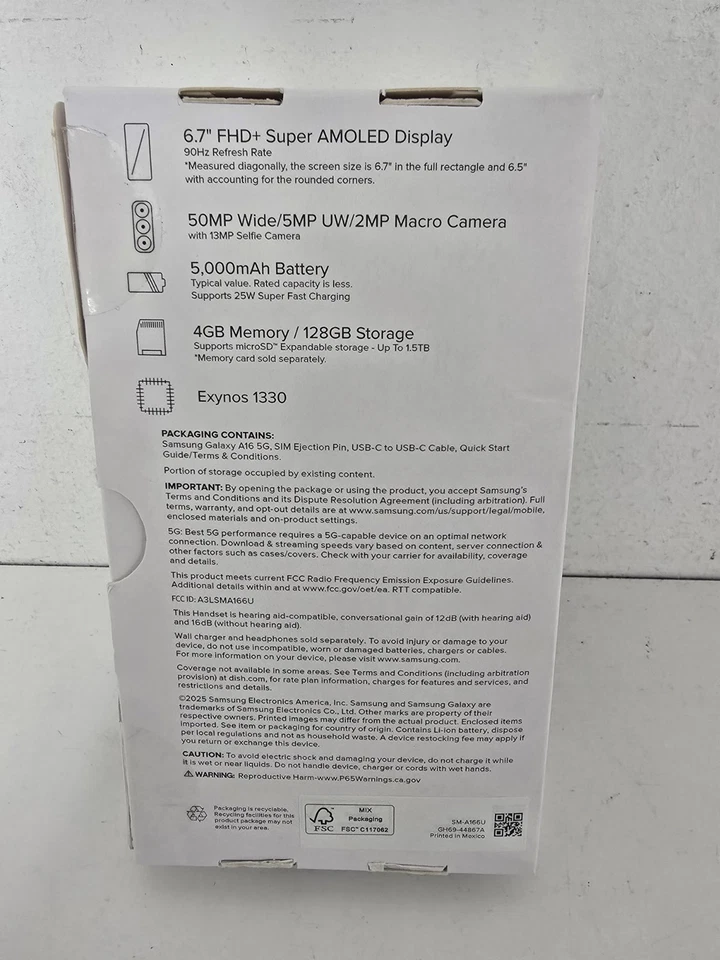 6.7" FHD+ Super AMOLED Display
90Hz Refresh Rate
*Measured diagonally, the screen size is 6.7" in the full rectangle and 6.5"
with accounting for the rounded corners.
50MP Wide/5MP UW/2MP Macro Camera
with 13MP Selfie Camera
5,000mAh Battery
Typical value. Rated capacity is less.
Supports 25W Super Fast Charging
4GB Memory / 128GB Storage
Supports microSD™ Expandable storage - Up To 1.5TB
*Memory card sold separately.
Exynos 1330
PACKAGING CONTAINS:
Samsung Galaxy A16 5G, SIM Ejection Pin, USB-C to USB-C Cable, Quick Start
Guide/Terms & Conditions.
Portion of storage occupied by existing content.
IMPORTANT: By opening the package or using the product, you accept Samsung's
Terms and Conditions and its Dispute Resolution Agreement (including arbitration). Full
terms, warranty, and opt-out details are at www.samsung.com/us/support/legal/mobile,
enclosed materials and on-product settings.
5G: Best 5G performance requires a 5G-capable device on an optimal network
connection. Download & streaming speeds vary based on content, server connection &
other factors such as cases/covers. Check with your carrier for availability, coverage
and details.
This product meets current FCC Radio Frequency Emission Exposure Guidelines.
Additional details within and at www.fcc.gov/oet/ea. RTT compatible.
FCC ID: A3LSMA166U
This Handset is hearing aid-compatible, conversational gain of 12dB (with hearing aid)
and 16dB (without hearing aid).
Wall charger and headphones sold separately. To avoid injury or damage to your
device, do not use incompatible, worn or damaged batteries, chargers or cables.
For more information on your device, please visit www.samsung.com.
Coverage not available in some areas. See Terms and Conditions (including arbitration
provision) at dish.com, for rate plan information, charges for features and services, and
restrictions and details.
©2025 Samsung Electronics America, Inc. Samsung and Samsung Galaxy are
trademarks of Samsung Electronics Co., Ltd. Other marks are property of their
respective owners. Printed images may differ from the actual product. Enclosed items
imported. See item or packaging for country of origin. Contains Li-ion battery, dispose
per local regulations and not as household waste. A device restocking fee may apply if
you return or exchange this device.
CAUTION: To avoid electric shock and damaging your device, do not charge it while
it is wet or near liquids. Do not handle device, charger or cords with wet hands.
WARNING: Reproductive Harm-www.P65Warnings.ca.gov
Packaging is recyclable.
Recycling facilities for this
product package may not
exist in your area.
FSC
MIX
Packaging
FSC™ C117062
SM-A166U
GH69-44867A
Printed in Mexico